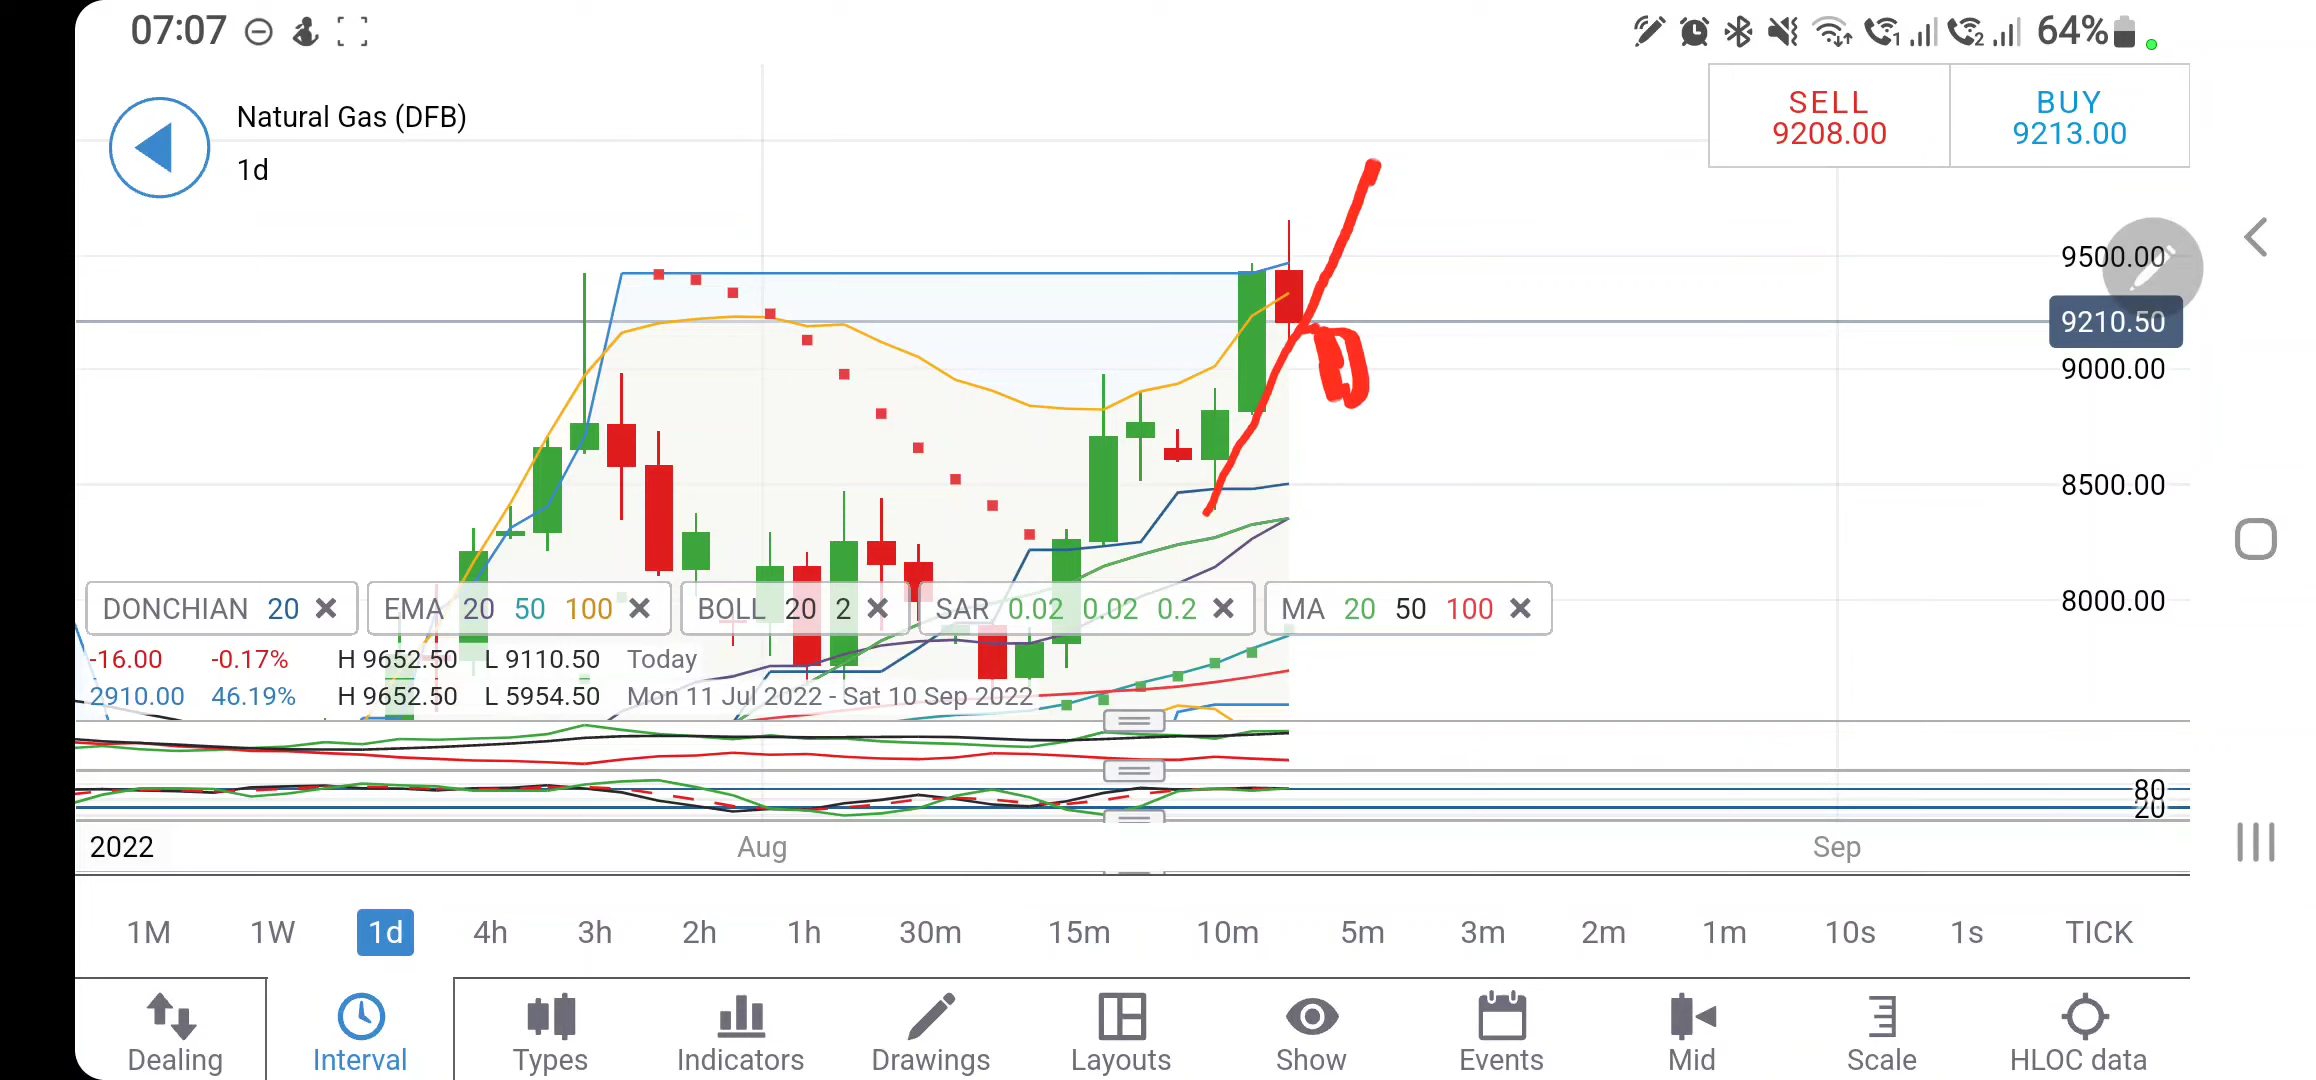 07:07
64%
Natural Gas (DFB)
1d
SELL
9208.00
BUY
9213.00
9500.00
9210.50
9000.00
8500.00
8000.00
DONCHIAN 20
EMA 20 50 100
BOLL 20 2
SAR 0.02 0.02 0.2
MA 20 50 100
-16.00 -0.17% H 9652.50 L 9110.50 Today
2910.00 46.19% H 9652.50 L 5954.50 Mon 11 Jul 2022 - Sat 10 Sep 2022
80
20
2022 Aug Sep
1M 1W 1d 4h 3h 2h 1h 30m 15m 10m 5m 3m 2m 1m 10s 1s TICK
Dealing Interval Types Indicators Drawings Layouts Show Events Mid Scale HLOC data